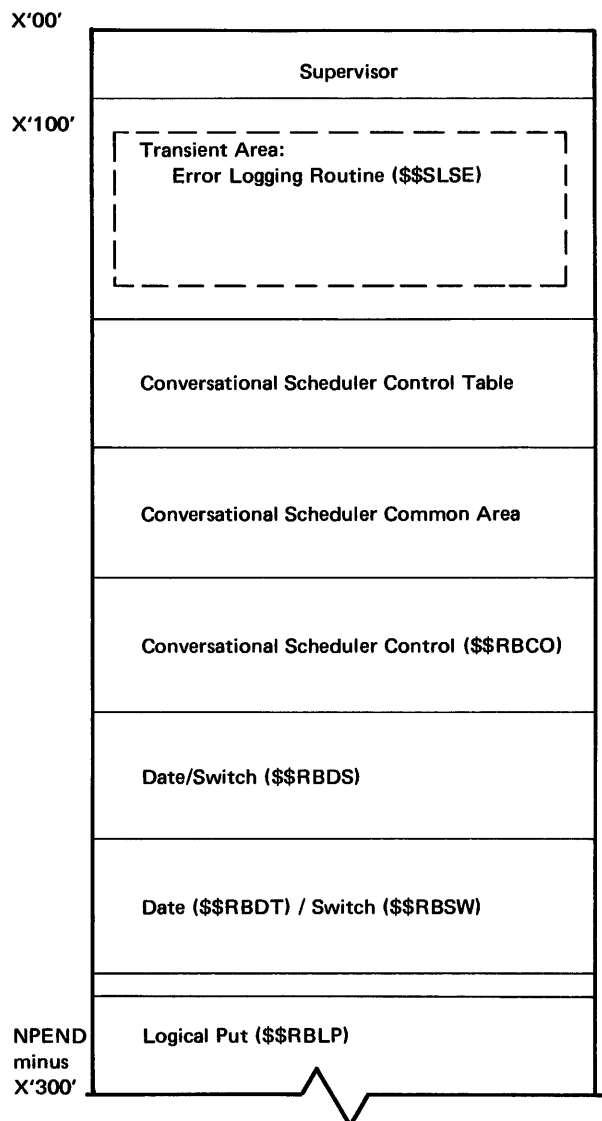 X'00'
Supervisor
X'100'
Transient Area:
Error Logging Routine ($$SLSE)
Conversational Scheduler Control Table
Conversational Scheduler Common Area
Conversational Scheduler Control ($$RBCO)
Date/Switch ($$RBDS)
Date ($$RBDT) / Switch ($$RBSW)
NPEND
minus
X'300'
Logical Put ($$RBLP)